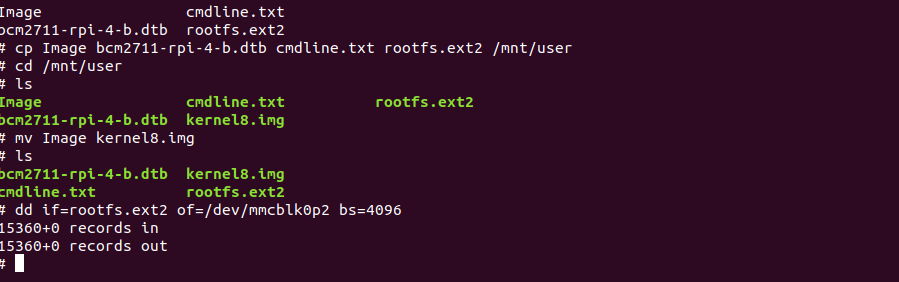 Image                 cmdline.txt
bcm2711-rpi-4-b.dtb  rootfs.ext2
# cp Image bcm2711-rpi-4-b.dtb cmdline.txt rootfs.ext2 /mnt/user
# cd /mnt/user
# ls
Image                 cmdline.txt          rootfs.ext2
bcm2711-rpi-4-b.dtb  kernel8.img
# mv Image kernel8.img
# ls
bcm2711-rpi-4-b.dtb  kernel8.img
cmdline.txt           rootfs.ext2
# dd if=rootfs.ext2 of=/dev/mmcblk0p2 bs=4096
15360+0 records in
15360+0 records out
#